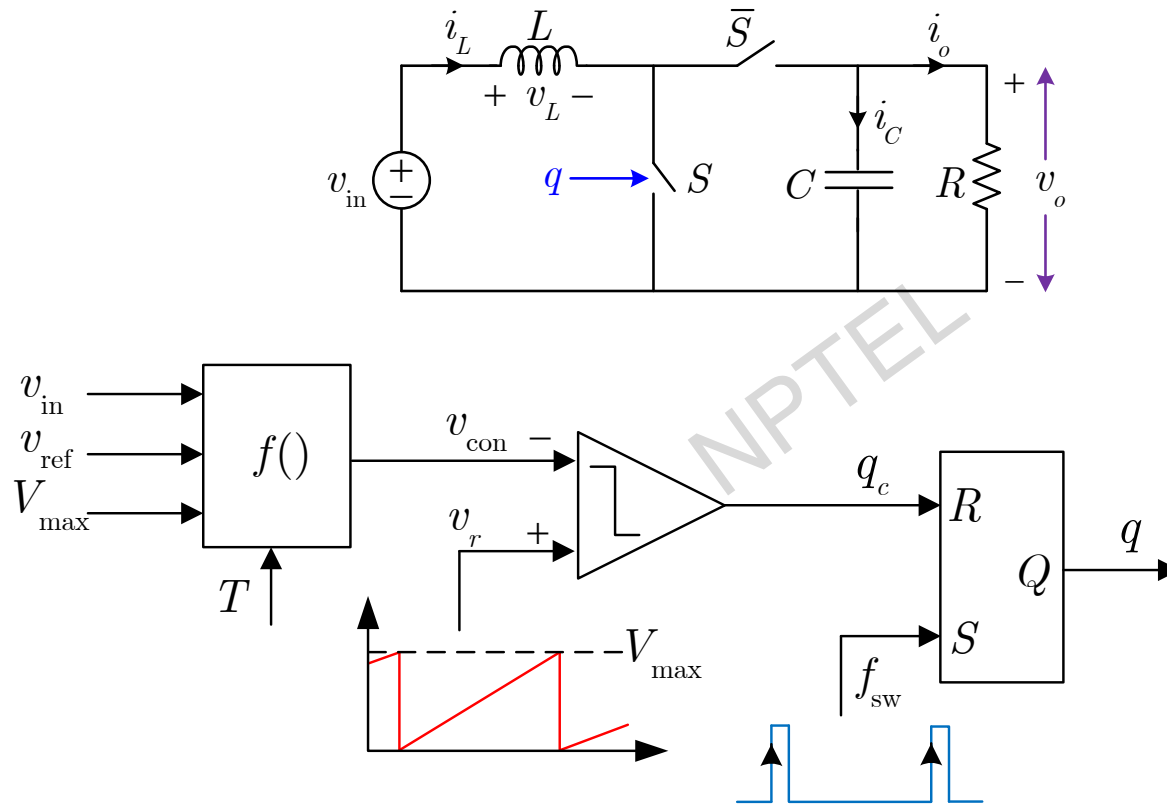 i_L
L
S̅
i_o
+ v_L −
+
i_C
v_in
+
−
q
S
C
R
v_o
−
NPTEL
v_in
v_ref
V_max
f()
T
v_con
−
v_r
+
q_c
R
Q
S
q
V_max
f_sw